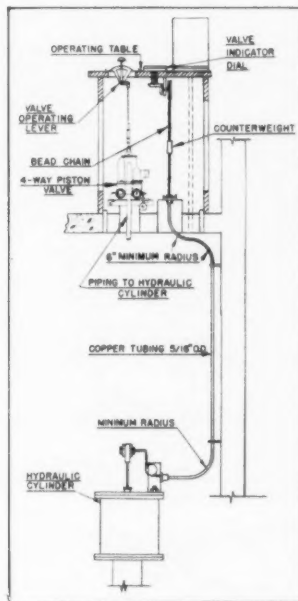 OPERATING TABLE
VALVE
INDICATOR
DIAL
VALVE
OPERATING
LEVER
COUNTERWEIGHT
BEAD CHAIN
4-WAY PISTON
VALVE
6" MINIMUM RADIUS
PIPING TO HYDRAULIC
CYLINDER
COPPER TUBING 5/16" O.D.
MINIMUM RADIUS
HYDRAULIC
CYLINDER